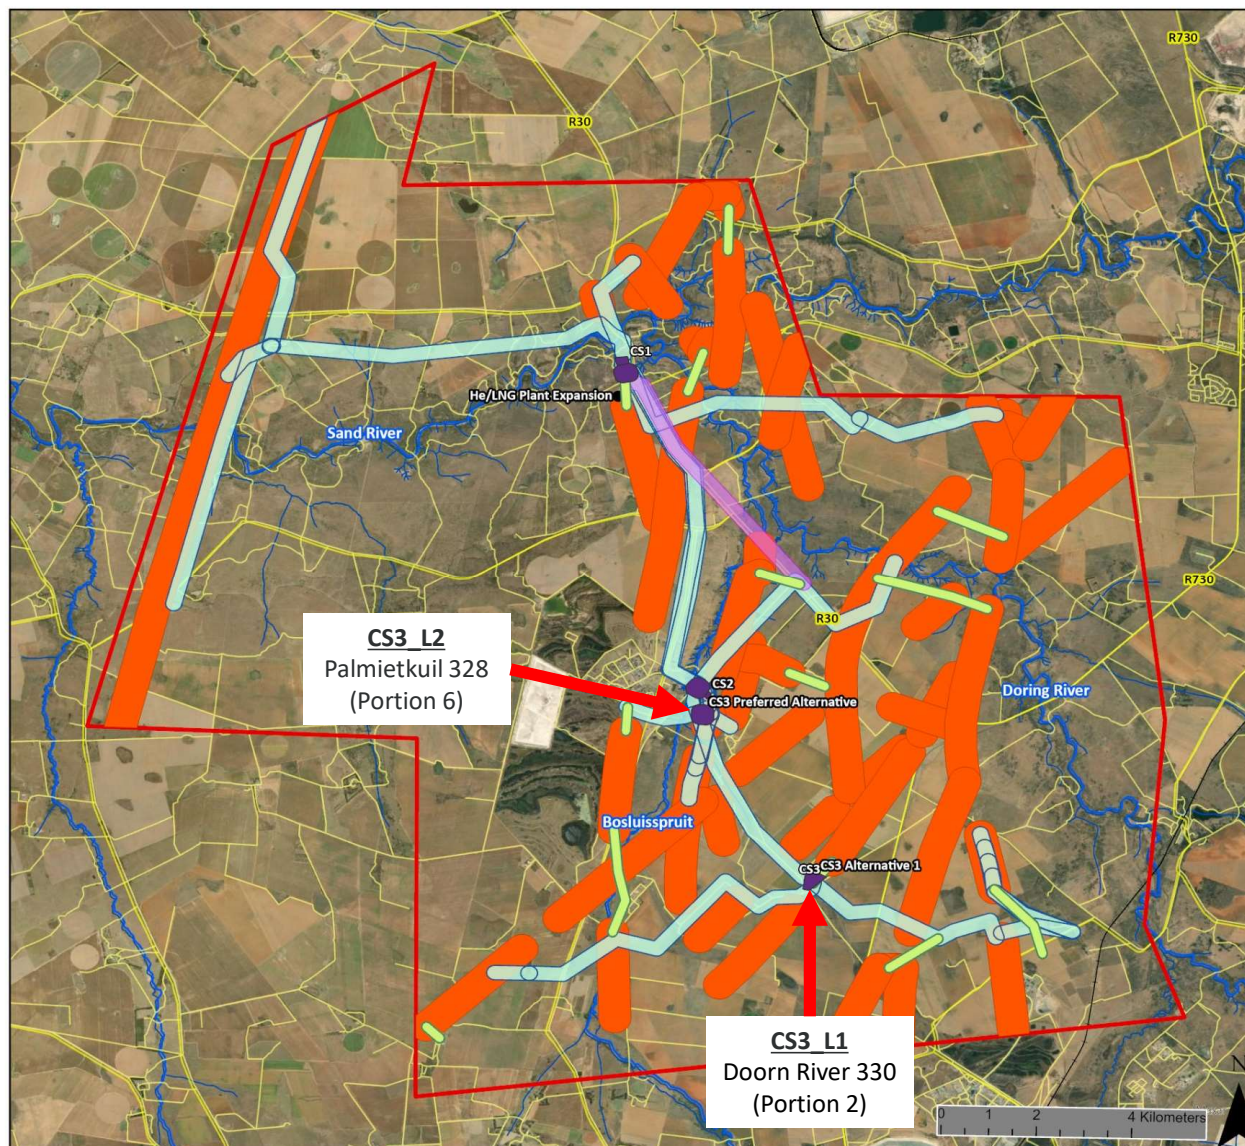 R730
R30
CS1
He/LNG Plant Expansion
Sand River
R730
R30
CS3_L2
Palmietkuil 328
(Portion 6)
CS2
CS3 Preferred Alternative
Doring River
Bosluisspruit
CS3
CS3 Alternative 1
CS3_L1
Doorn River 330
(Portion 2)
N
0 1 2 4 Kilometers